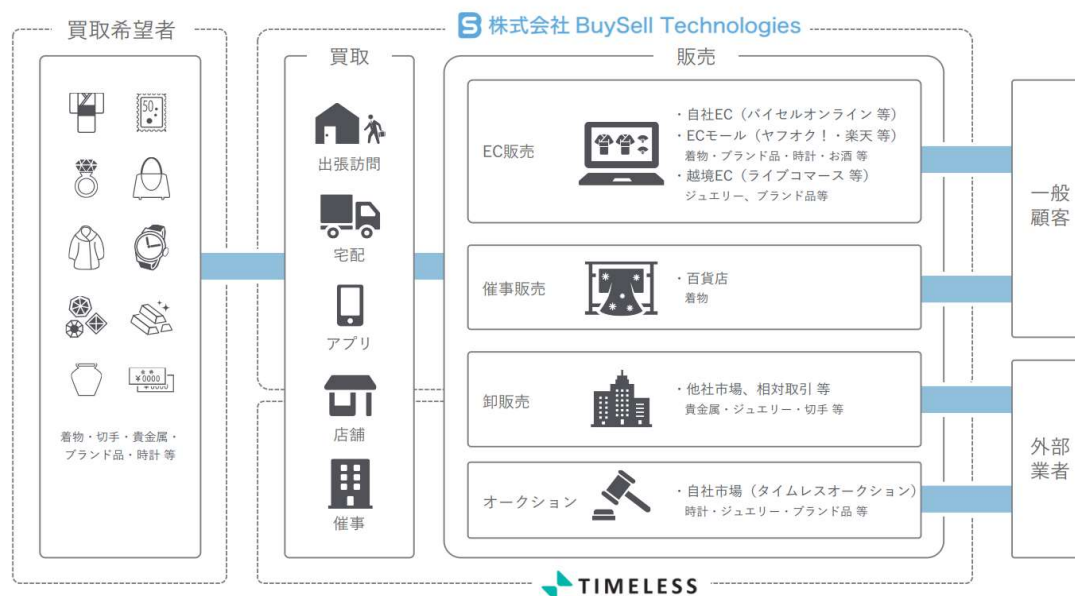 買取希望者
50
¥0000
¥0000
着物・切手・貴金属・
ブランド品・時計 等
S 株式会社 BuySell Technologies
買取
出張訪問
宅配
アプリ
店舗
催事
販売
EC販売
・自社EC（バイセルオンライン 等）
・ECモール（ヤフオク！・楽天 等）
着物・ブランド品・時計・お酒 等
・越境EC（ライブコマース 等）
ジュエリー、ブランド品等
催事販売
・百貨店
着物
卸販売
・他社市場、相対取引 等
貴金属・ジュエリー・切手 等
オークション
・自社市場（タイムレスオークション）
時計・ジュエリー・ブランド品 等
一般
顧客
外部
業者
TIMELESS